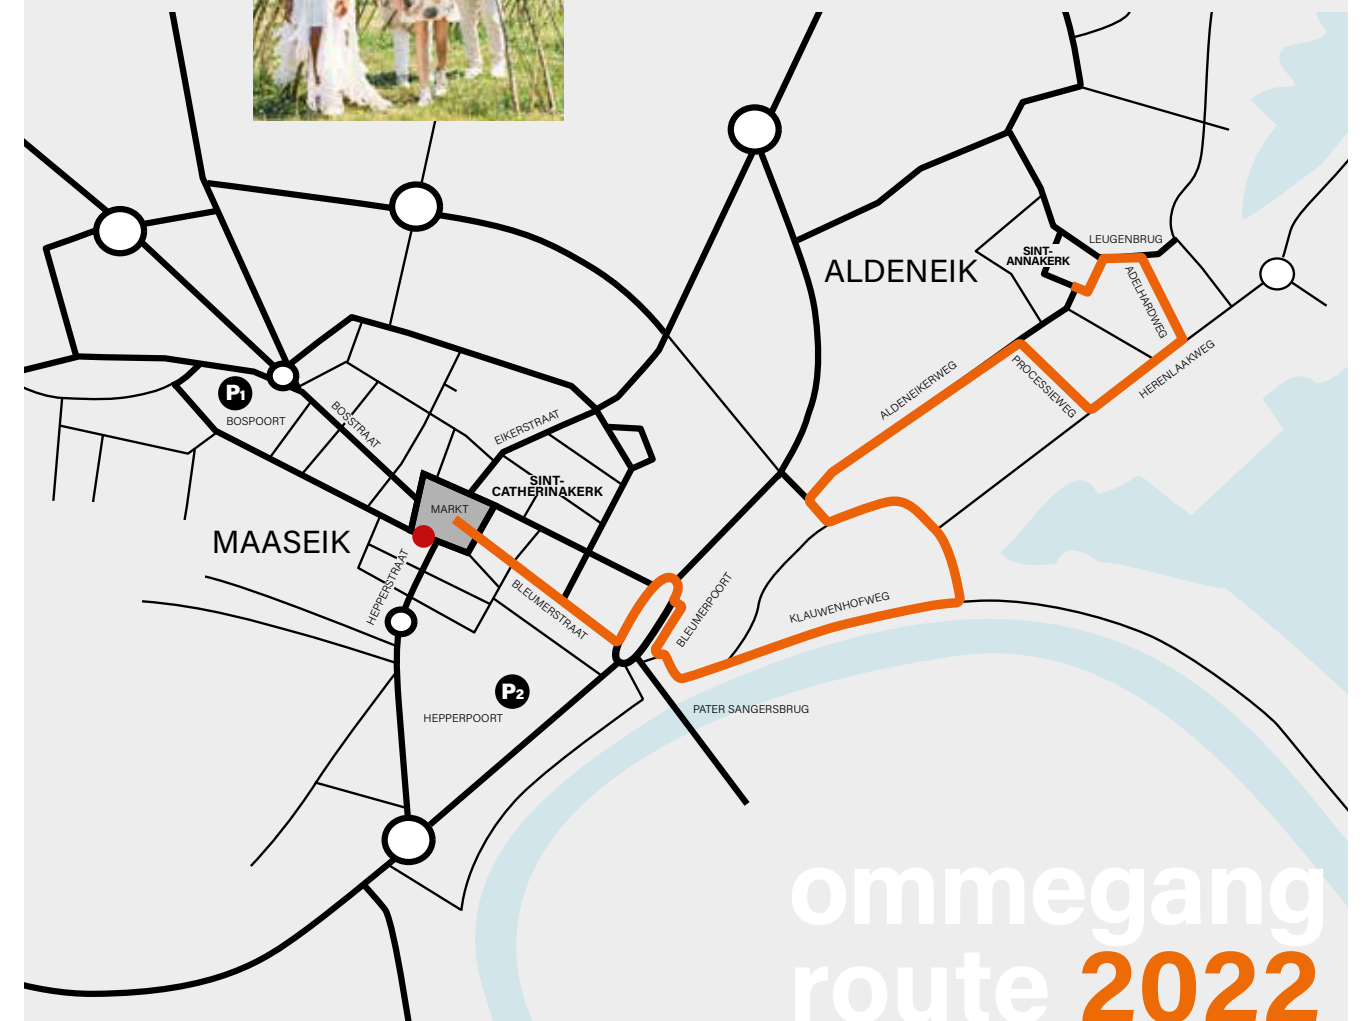 LEUGENBRUG
SINT-
ANNAKERK
ALDENEIK
ADELHARDWEG
HERENLAAKWEG
PROCESSIEWEG
ALDENEIKERWEG
P1
BOSPOORT
BOSSTRAAT
EIKERSTRAAT
SINT-
CATHERINAKERK
MARKT
MAASEIK
HEPPERSTRAAT
BLEUMERSTRAAT
BLEUMERPOORT
KLAUWENHOFWEG
P2
HEPPERPOORT
PATER SANGERSBRUG
ommegang
route 2022